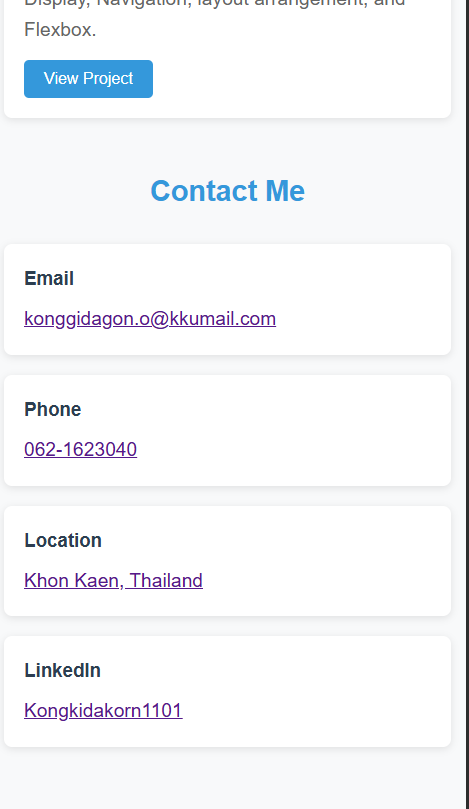 Display, Navigation, layout arrangement, and
Flexbox.
View Project
Contact Me
Email
konggidagon.o@kkumail.com
Phone
062-1623040
Location
Khon Kaen, Thailand
LinkedIn
Kongkidakorn1101